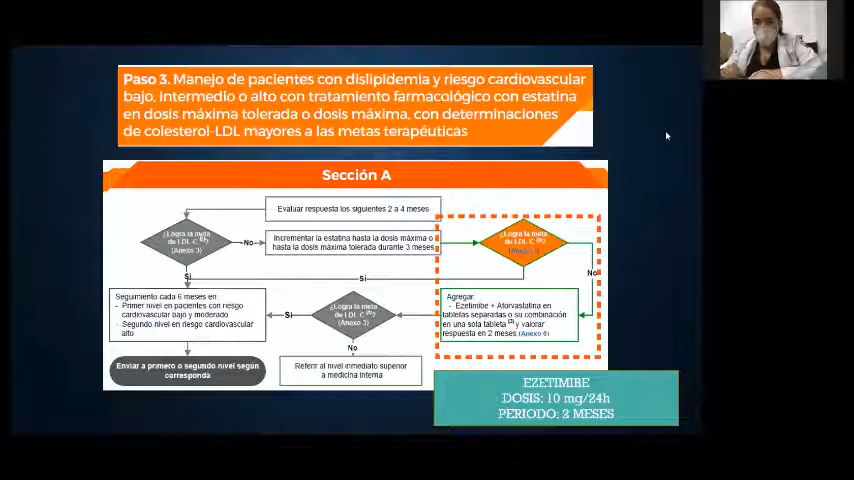 Paso 3. Manejo de pacientes con dislipidemia y riesgo cardiovascular
bajo, intermedio o alto con tratamiento farmacológico con estatina
en dosis máxima tolerada o dosis máxima, con determinaciones
de colesterol-LDL mayores a las metas terapéuticas
Sección A
Evaluar respuesta los siguientes 2 a 4 meses
¿Logra la meta
de LDL-C
(Anexo 3)
No
Incrementar la estatina hasta la dosis máxima o
hasta la dosis máxima tolerada durante 3 meses
¿Logra la meta
de LDL-C
No
Sí
Sí
Seguimiento cada 6 meses en:
- Primer nivel en pacientes con riesgo
cardiovascular bajo y moderado
- Segundo nivel en riesgo cardiovascular
alto
Sí
¿Logra la meta
de LDL-C
(Anexo 3)
Agregar:
- Ezetimibe + Atorvastatina en
tabletas separadas o su combinación
en una sola tableta (3) y valorar
respuesta en 2 meses (Anexo 6)
No
Enviar a primero o segundo nivel según
corresponda
Referir al nivel inmediato superior
a medicina interna
EZETIMIBE
DOSIS: 10 mg/24h
PERIODO: 2 MESES